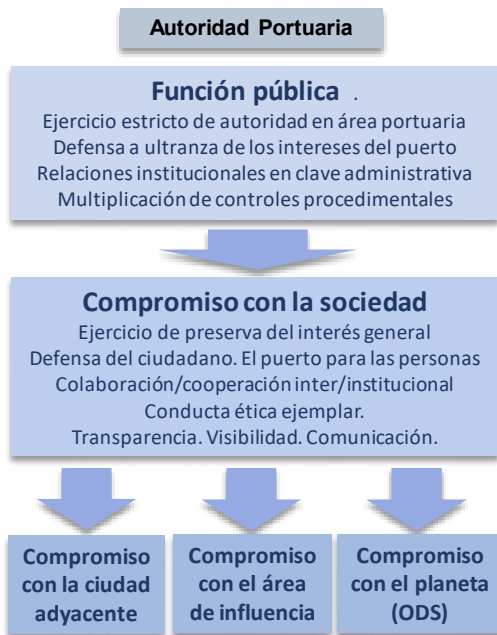 Autoridad Portuaria
Función pública .
Ejercicio estricto de autoridad en área portuaria
Defensa a ultranza de los intereses del puerto
Relaciones institucionales en clave administrativa
Multiplicación de controles procedimentales
Compromiso con la sociedad
Ejercicio de preserva del interés general
Defensa del ciudadano. El puerto para las personas
Colaboración/cooperación inter/institucional
Conducta ética ejemplar.
Transparencia. Visibilidad. Comunicación.
Compromiso
con la ciudad
adyacente
Compromiso
con el área
de influencia
Compromiso
con el planeta
(ODS)